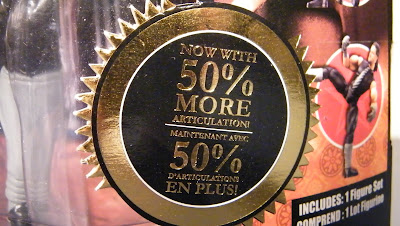 NOW WITH
50%
MORE
ARTICULATION!
MAINTENANT AVEC
50%
D'ARTICULATIONS
EN PLUS!
INCLUDES: 1 Figure Set
COMPREND : 1 Lot Figurine